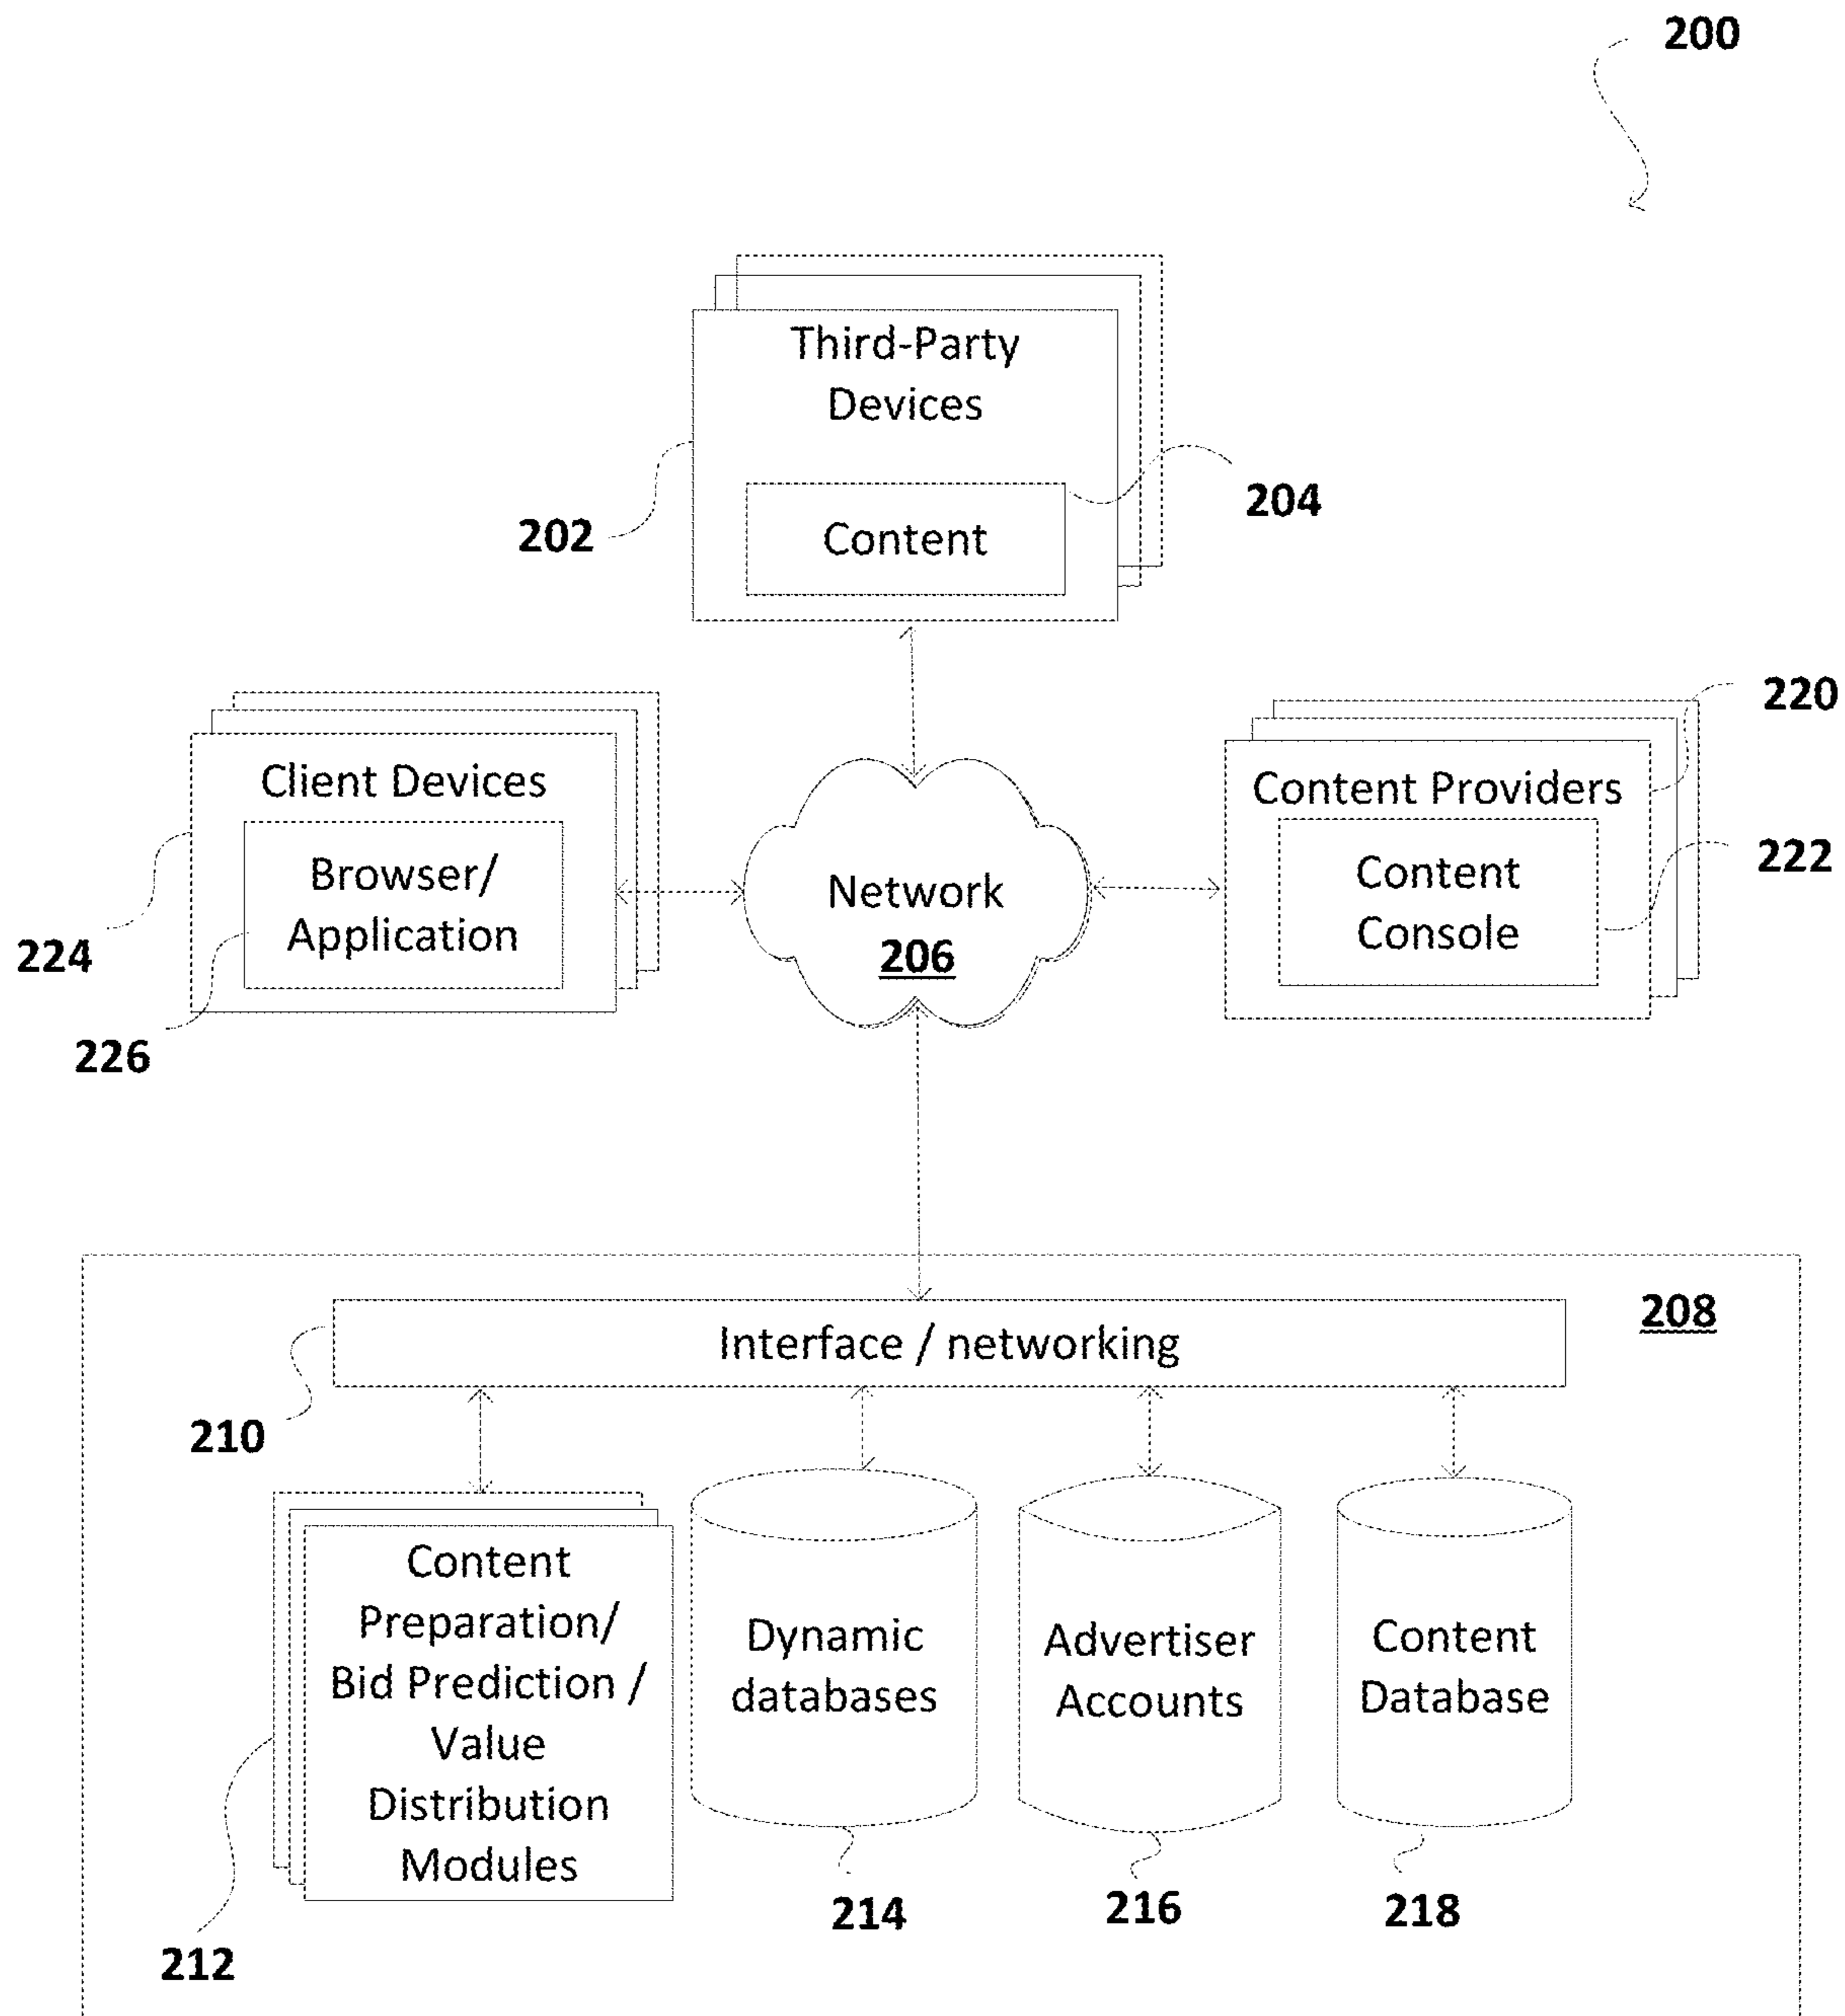 200
Third-Party
Devices
Content
202
204
Client Devices
Browser/
Application
224
226
Network
206
Content Providers
Content
Console
220
222
208
Interface / networking
210
Content
Preparation/
Bid Prediction /
Value
Distribution
Modules
212
Dynamic
databases
214
Advertiser
Accounts
216
Content
Database
218